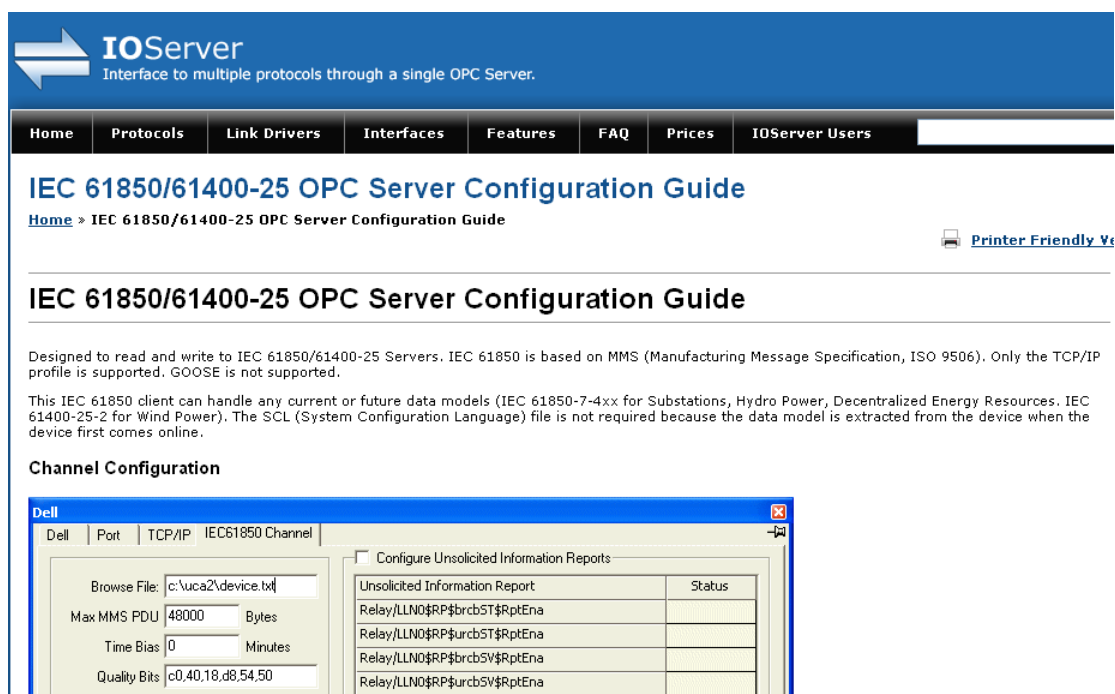 IOServer
Interface to multiple protocols through a single OPC Server.
Home Protocols Link Drivers Interfaces Features FAQ Prices IOServer Users
IEC 61850/61400-25 OPC Server Configuration Guide
Home » IEC 61850/61400-25 OPC Server Configuration Guide
Printer Friendly Ve
IEC 61850/61400-25 OPC Server Configuration Guide
Designed to read and write to IEC 61850/61400-25 Servers. IEC 61850 is based on MMS (Manufacturing Message Specification, ISO 9506). Only the TCP/IP
profile is supported. GOOSE is not supported.
This IEC 61850 client can handle any current or future data models (IEC 61850-7-4xx for Substations, Hydro Power, Decentralized Energy Resources. IEC
61400-25-2 for Wind Power). The SCL (System Configuration Language) file is not required because the data model is extracted from the device when the
device first comes online.
Channel Configuration
Dell
Dell Port TCP/IP IEC61850 Channel
Configure Unsolicited Information Reports
Browse File: c:\uca2\device.txt
Unsolicited Information Report Status
Max MMS PDU 48000 Bytes
Relay/LLN0$RP$brcbST$RptEna
Relay/LLN0$RP$urcbST$RptEna
Time Bias 0 Minutes
Relay/LLN0$RP$brcbSV$RptEna
Quality Bits c0,40,18,d8,54,50
Relay/LLN0$RP$urcbSV$RptEna